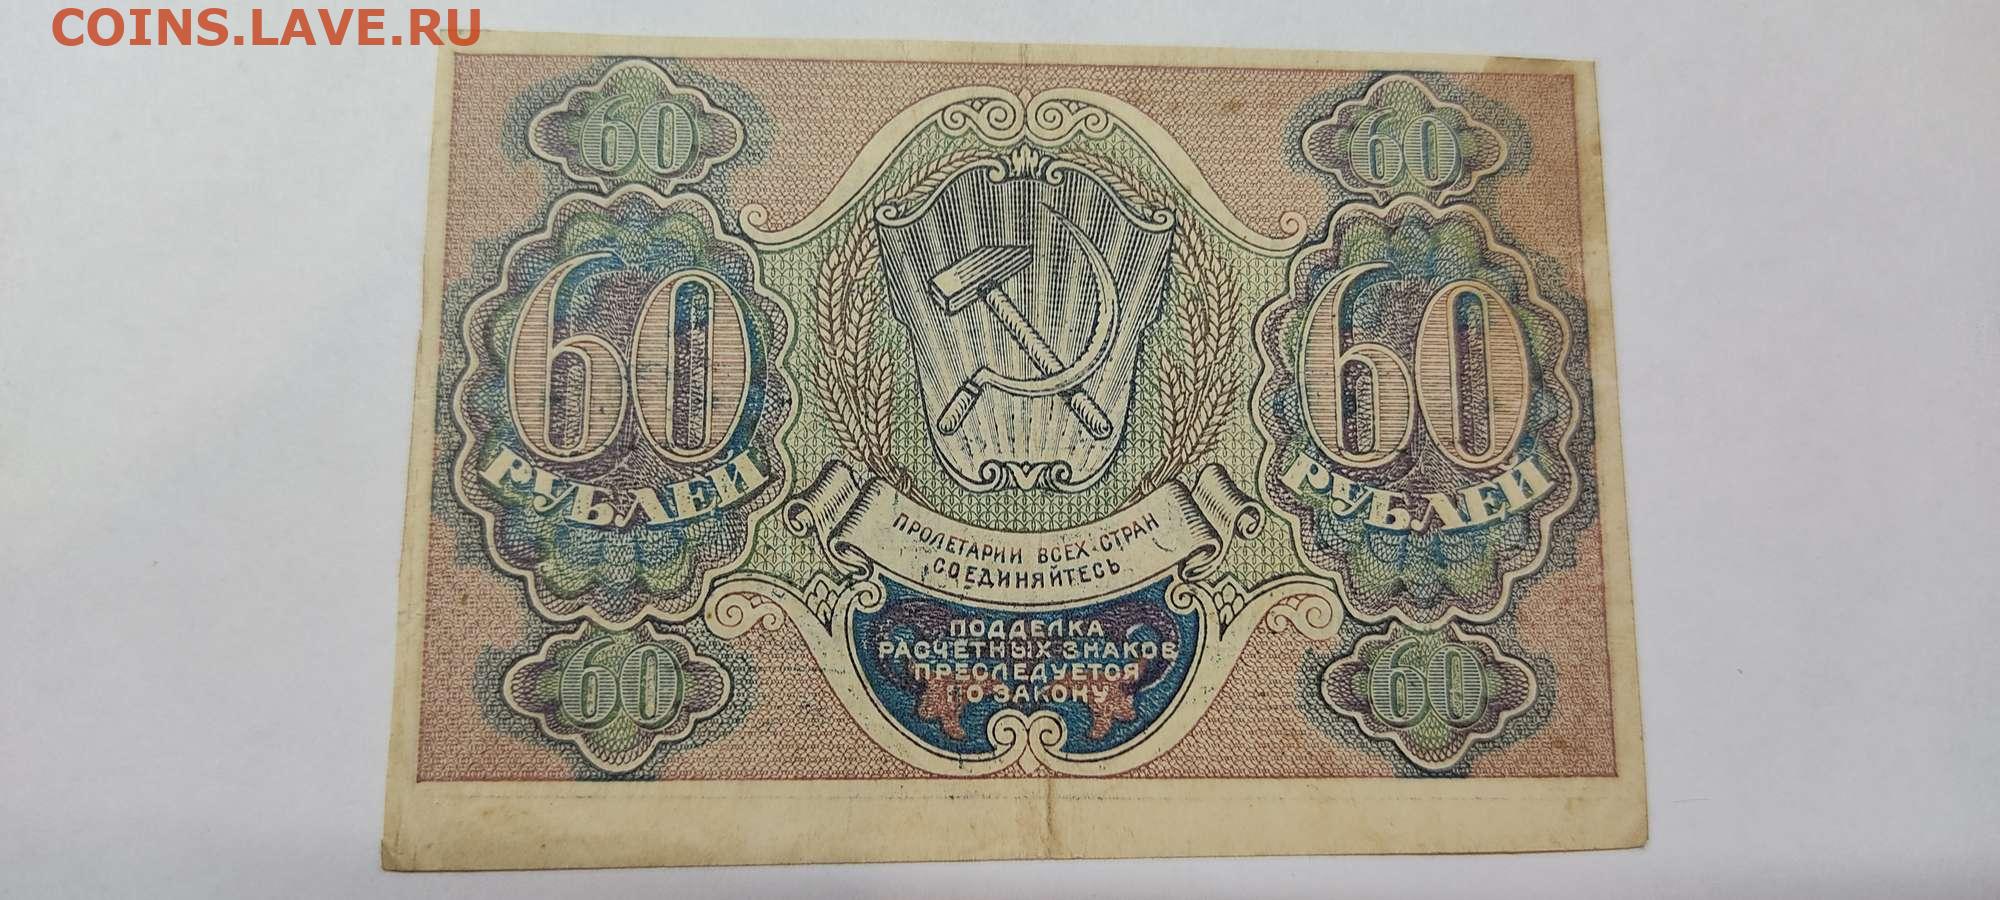 COINS.LAVE.RU
60 60
60 60
РУБЛЕЙ РУБЛЕЙ
ПРОЛЕТАРИИ ВСЕХ СТРАН
СОЕДИНЯЙТЕСЬ
ПОДДЕЛКА
РАСЧЁТНЫХ ЗНАКОВ
ПРЕСЛЕДУЕТСЯ
ПО ЗАКОНУ
60 60